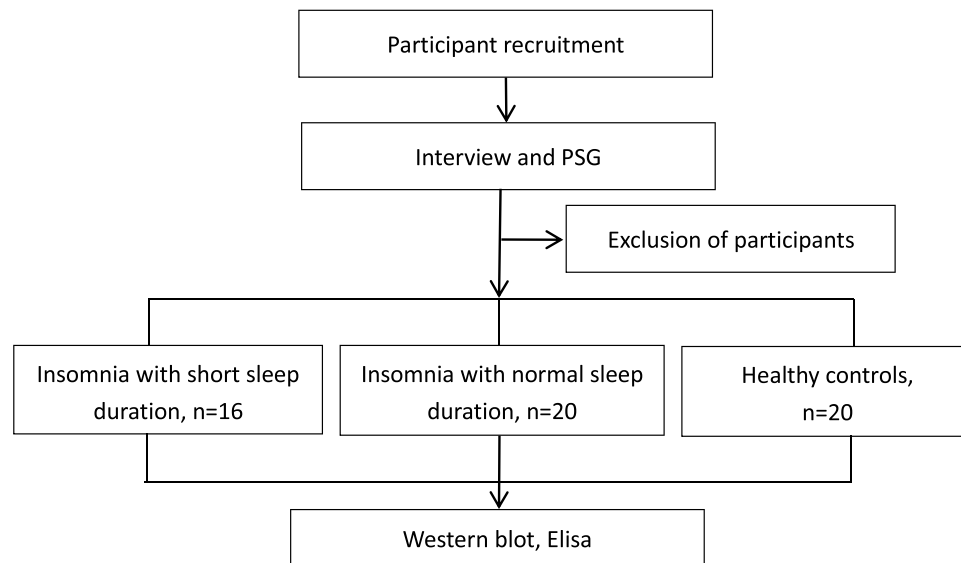 Participant recruitment
Interview and PSG
Exclusion of participants
Insomnia with short sleep
duration, n=16
Insomnia with normal sleep
duration, n=20
Healthy controls,
n=20
Western blot, Elisa